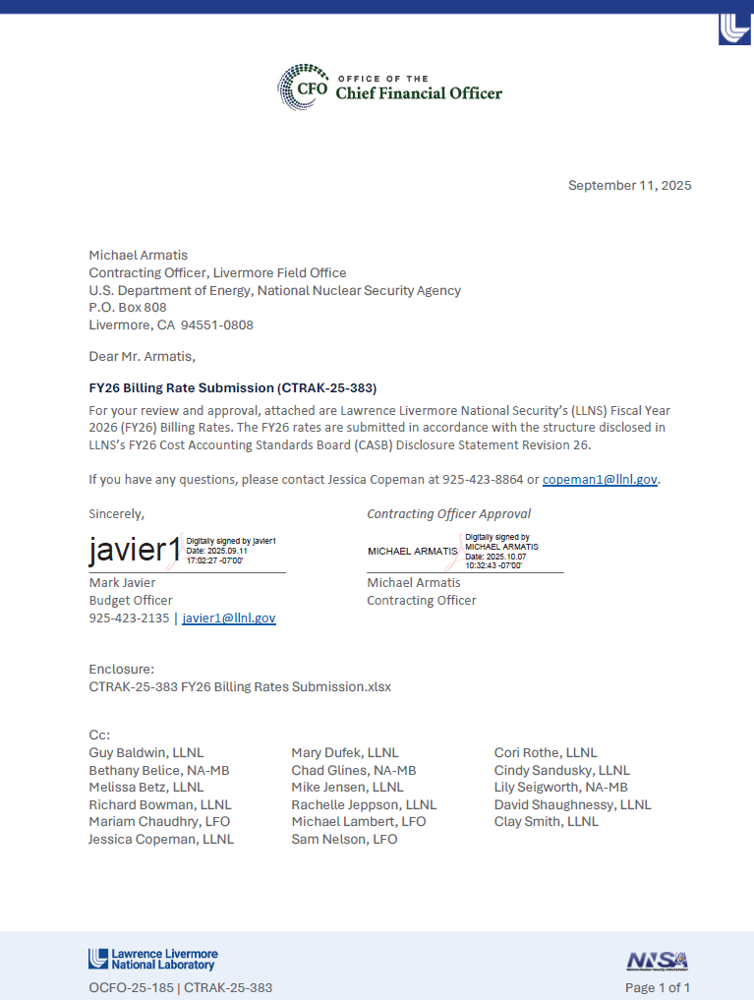 CFO
OFFICE OF THE
Chief Financial Officer
September 11, 2025
Michael Armatis
Contracting Officer, Livermore Field Office
U.S. Department of Energy, National Nuclear Security Agency
P.O. Box 808
Livermore, CA  94551-0808
Dear Mr. Armatis,
FY26 Billing Rate Submission (CTRAK-25-383)
For your review and approval, attached are Lawrence Livermore National Security's (LLNS) Fiscal Year
2026 (FY26) Billing Rates. The FY26 rates are submitted in accordance with the structure disclosed in
LLNS's FY26 Cost Accounting Standards Board (CASB) Disclosure Statement Revision 26.
If you have any questions, please contact Jessica Copeman at 925-423-8864 or copeman1@llnl.gov.
Sincerely,
javier1
Digitally signed by javier1
Date: 2025.09.11
17:02:27 -07'00'
Mark Javier
Budget Officer
925-423-2135 | javier1@llnl.gov
Contracting Officer Approval
MICHAEL ARMATIS
Digitally signed by
MICHAEL ARMATIS
Date: 2025.10.07
10:32:43 -07'00'
Michael Armatis
Contracting Officer
Enclosure:
CTRAK-25-383 FY26 Billing Rates Submission.xlsx
Cc:
Guy Baldwin, LLNL
Bethany Belice, NA-MB
Melissa Betz, LLNL
Richard Bowman, LLNL
Mariam Chaudhry, LFO
Jessica Copeman, LLNL
Mary Dufek, LLNL
Chad Glines, NA-MB
Mike Jensen, LLNL
Rachelle Jeppson, LLNL
Michael Lambert, LFO
Sam Nelson, LFO
Cori Rothe, LLNL
Cindy Sandusky, LLNL
Lily Seigworth, NA-MB
David Shaughnessy, LLNL
Clay Smith, LLNL
Lawrence Livermore
National Laboratory
OCFO-25-185 | CTRAK-25-383
NNSA
Page 1 of 1